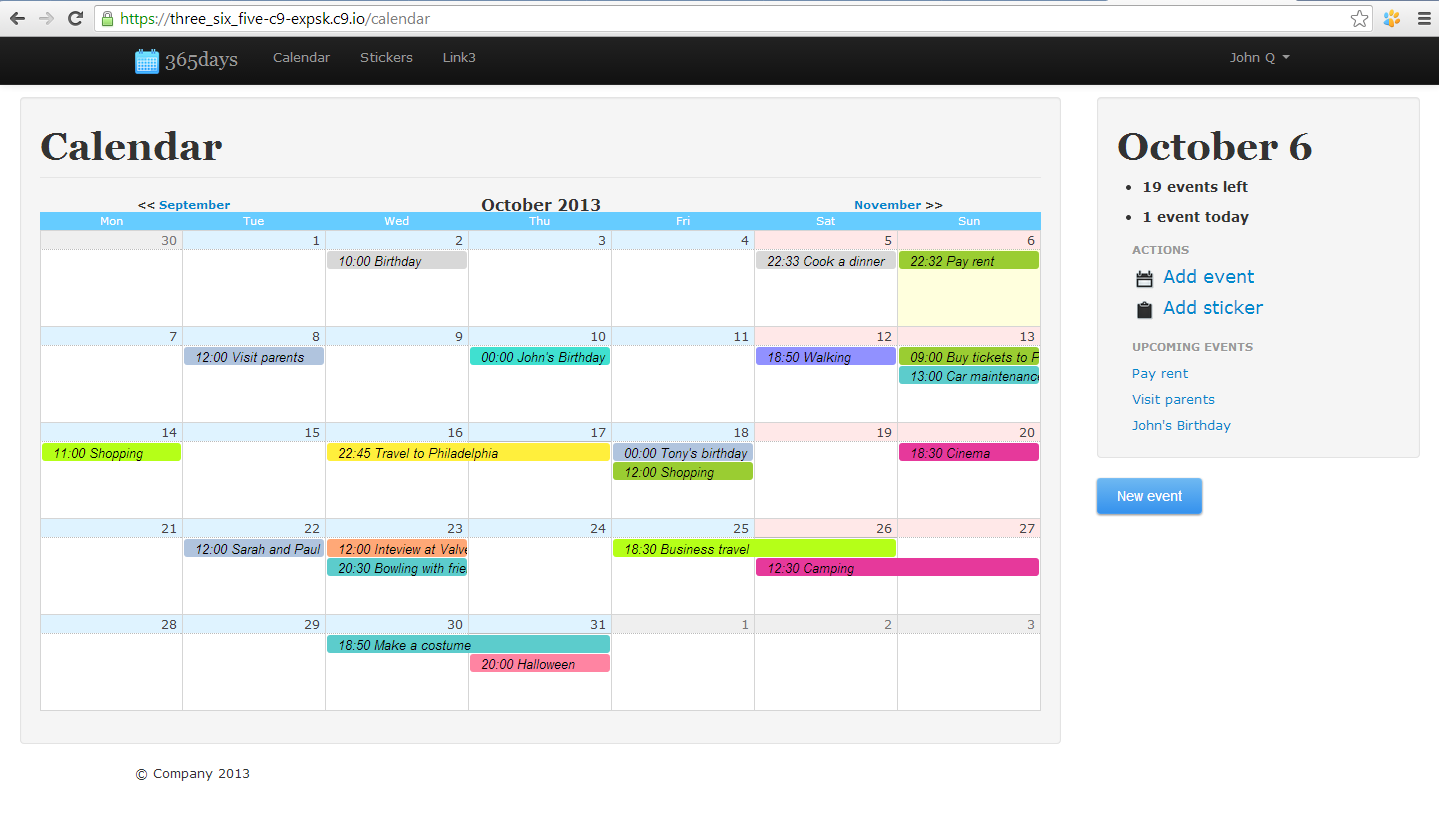 https://three_six_five-c9-expsk.c9.io/calendar
365days Calendar Stickers Link3 John Q
Calendar
<< September October 2013 November >>
Mon Tue Wed Thu Fri Sat Sun
30 1 2 3 4 5 6
10:00 Birthday 22:33 Cook a dinner 22:32 Pay rent
7 8 9 10 11 12 13
12:00 Visit parents 00:00 John's Birthday 18:50 Walking 09:00 Buy tickets to
13:00 Car maintenance
14 15 16 17 18 19 20
11:00 Shopping 22:45 Travel to Philadelphia 00:00 Tony's birthday 18:30 Cinema
12:00 Shopping
21 22 23 24 25 26 27
12:00 Sarah and Paul 12:00 Inteview at Valve 18:30 Business travel
20:30 Bowling with frie 12:30 Camping
28 29 30 31 1 2 3
18:50 Make a costume
20:00 Halloween
October 6
• 19 events left
• 1 event today
ACTIONS
Add event
Add sticker
UPCOMING EVENTS
Pay rent
Visit parents
John's Birthday
New event
© Company 2013